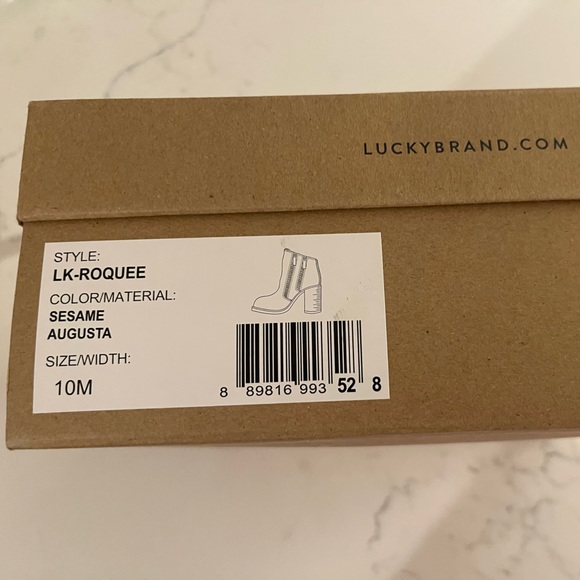 LUCKYBRAND.COM
STYLE:
LK-ROQUEE
COLOR/MATERIAL:
SESAME
AUGUSTA
SIZE/WIDTH:
10M
8 89816 993 52 8